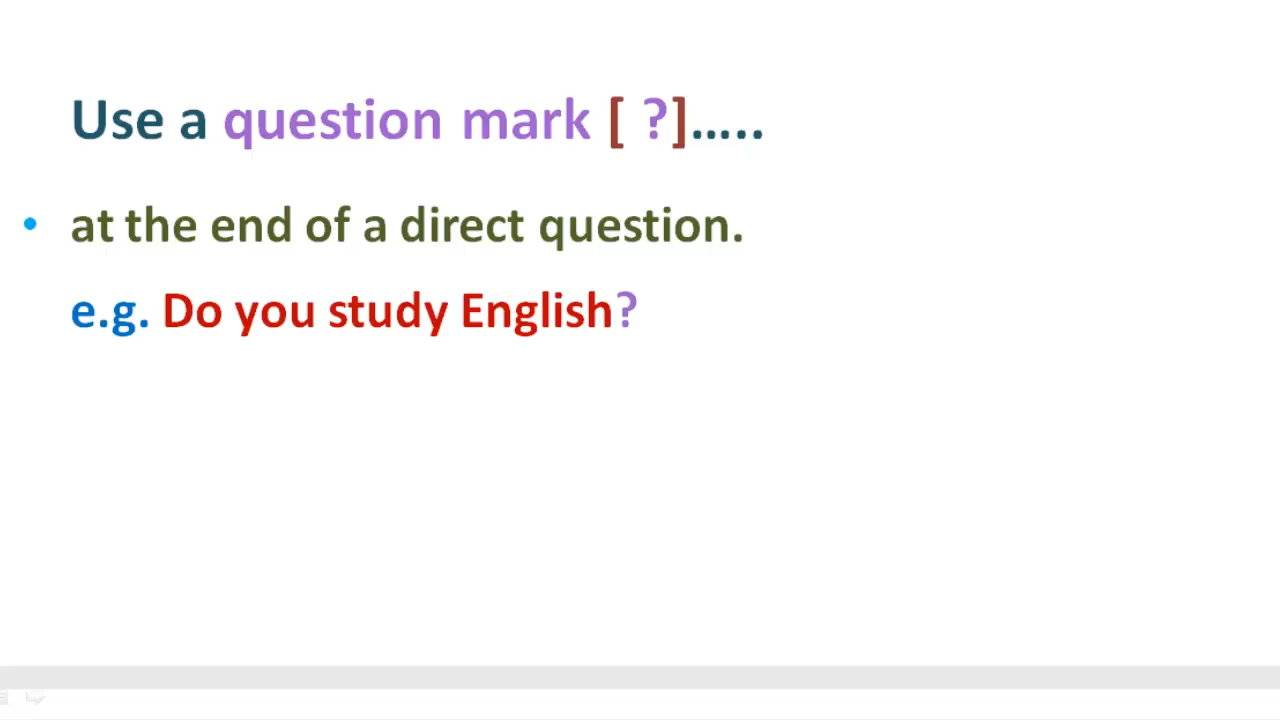 Use a question mark [ ?]…..
• at the end of a direct question.
e.g. Do you study English?